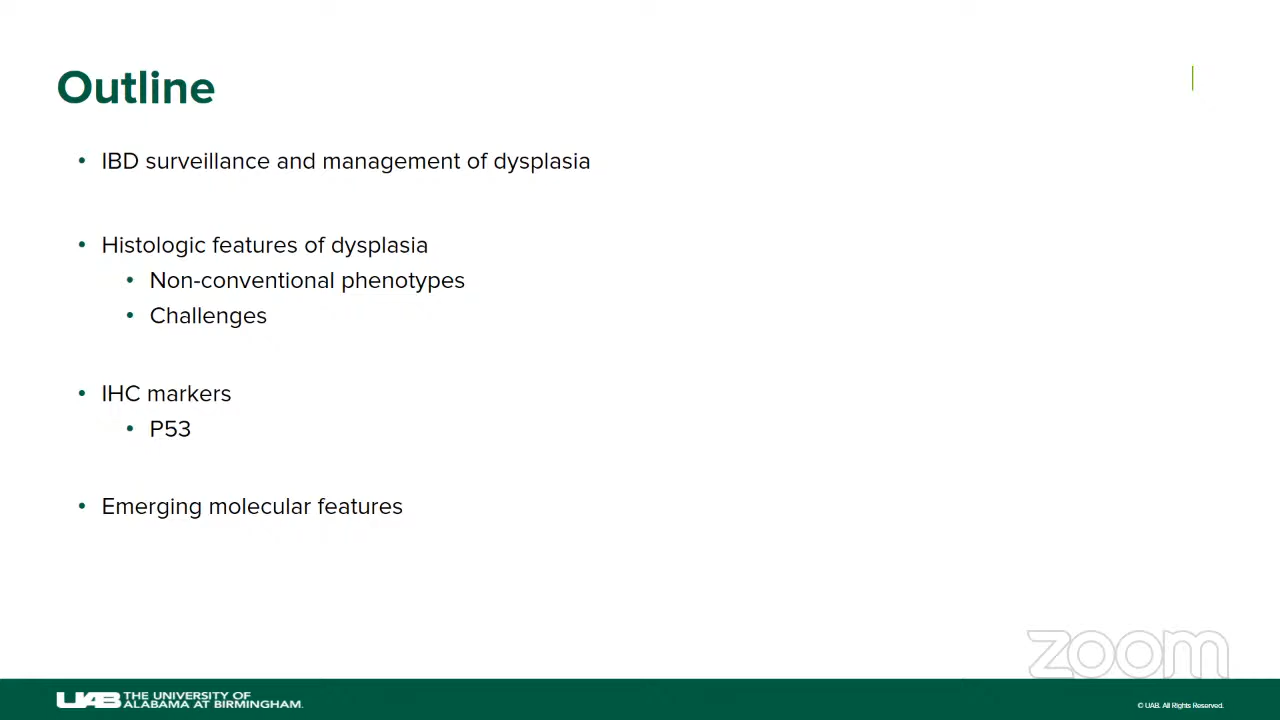 Outline
• IBD surveillance and management of dysplasia
• Histologic features of dysplasia
• Non-conventional phenotypes
• Challenges
• IHC markers
• P53
• Emerging molecular features
zoom
UAB THE UNIVERSITY OF
ALABAMA AT BIRMINGHAM.
© UAB. All Rights Reserved.